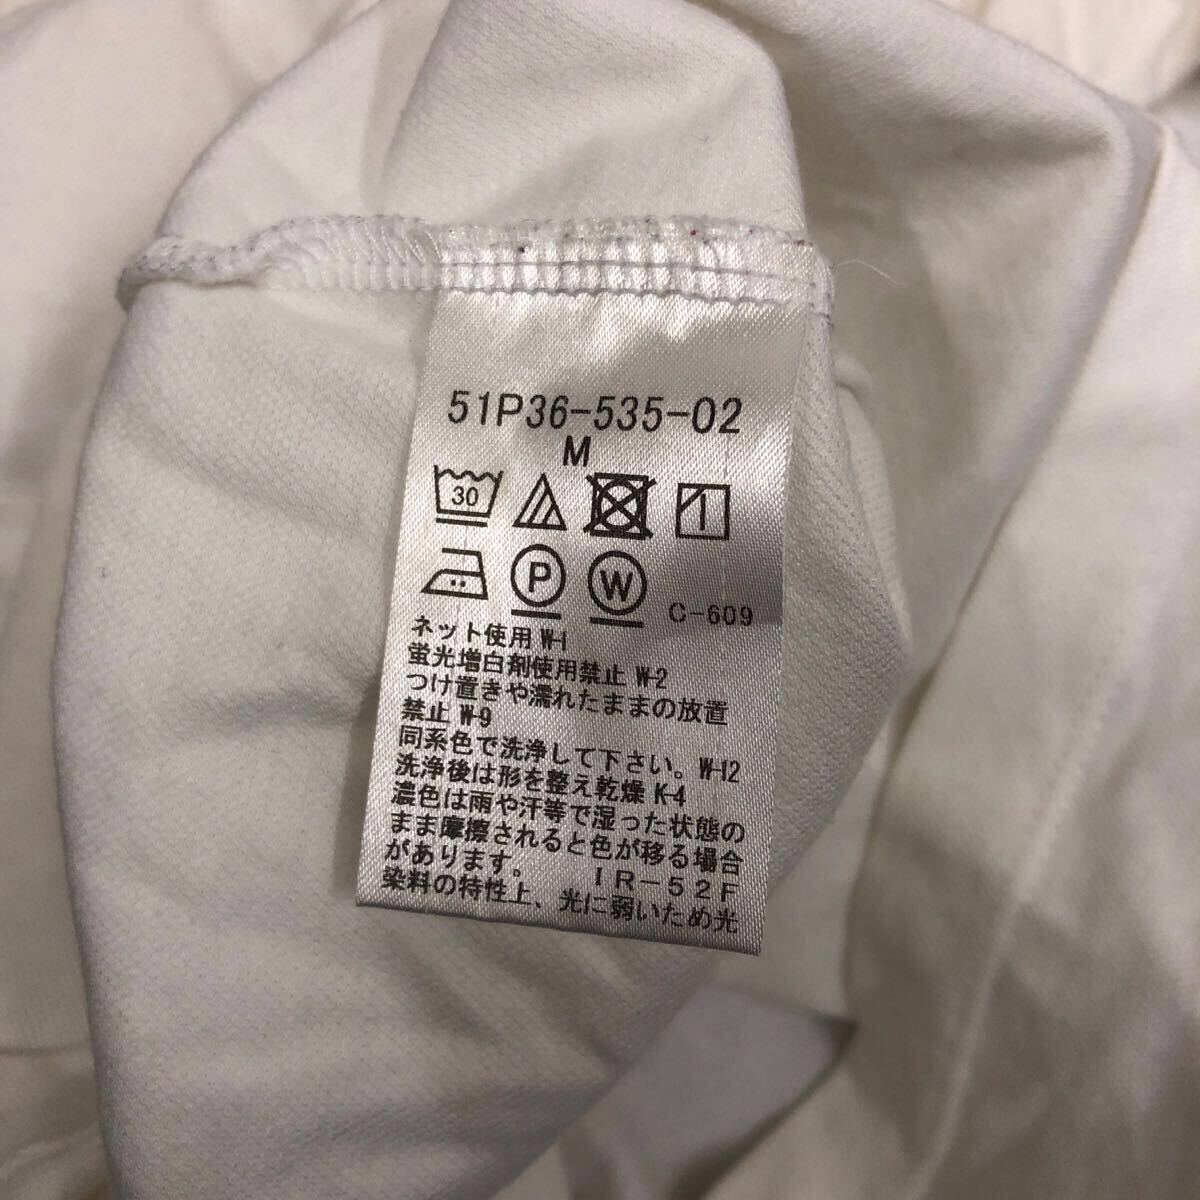 51P36-535-02
M
30
P W C-609
ネット使用 W-1
蛍光増白剤使用禁止 W-2
つけ置きや濡れたままの放置
禁止 W-9
同系色で洗浄して下さい。W-12
洗浄後は形を整え乾燥 K-4
濃色は雨や汗等で湿った状態の
まま摩擦されると色が移る場合
があります。 IR-52F
染料の特性上、光に弱いため光